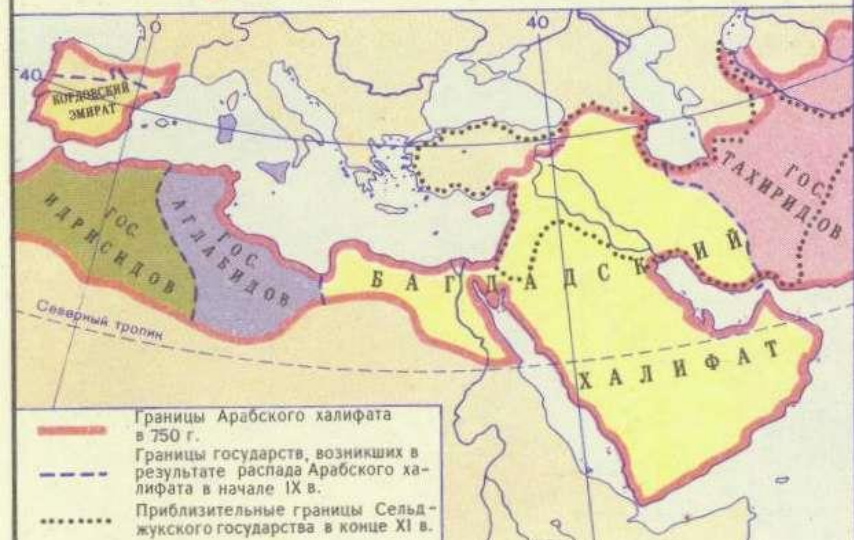 0
40
40
КОРДОВСКИЙ
ЭМИРАТ
ГОС.
ИДРИСИДОВ
ГОС.
АГЛАБИДОВ
БАГДАДСКИЙ
ХАЛИФАТ
ГОС.
ТАХИРИДОВ
Северный тропик
Границы Арабского халифата
в 750 г.
Границы государств, возникших в
результате распада Арабского ха-
лифата в начале IX в.
Приблизительные границы Сельд-
жукского государства в конце XI в.